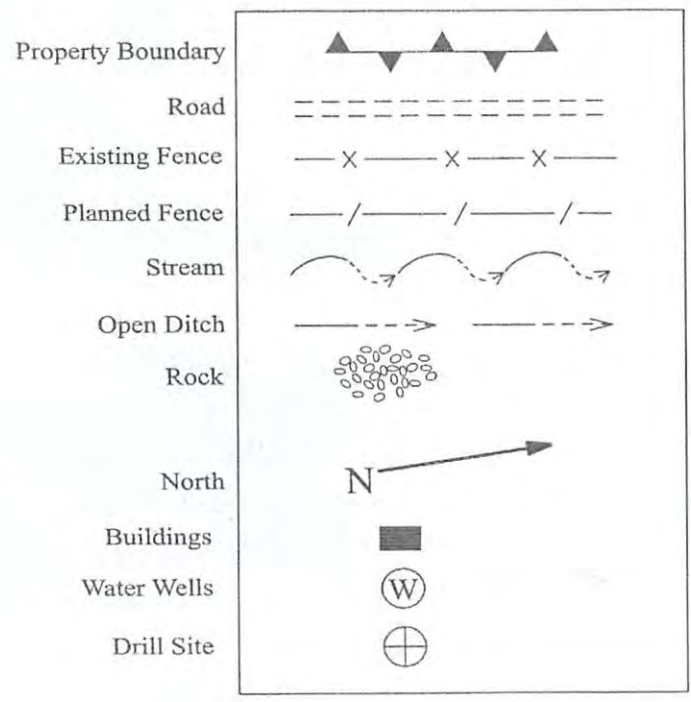 Property Boundary
Road
Existing Fence
Planned Fence
Stream
Open Ditch
Rock
North
N
Buildings
Water Wells
W
Drill Site